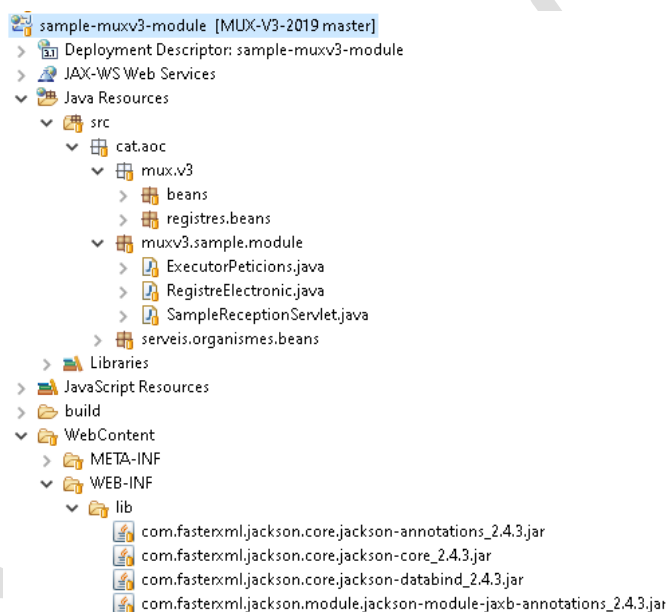 sample-muxv3-module [MUX-V3-2019 master]
Deployment Descriptor: sample-muxv3-module
JAX-WS Web Services
Java Resources
src
cat.aoc
mux.v3
beans
registres.beans
muxv3.sample.module
ExecutorPeticions.java
RegistreElectronic.java
SampleReceptionServlet.java
serveis.organismes.beans
Libraries
JavaScript Resources
build
WebContent
META-INF
WEB-INF
lib
com.fasterxml.jackson.core.jackson-annotations_2.4.3.jar
com.fasterxml.jackson.core.jackson-core_2.4.3.jar
com.fasterxml.jackson.core.jackson-databind_2.4.3.jar
com.fasterxml.jackson.module.jackson-module-jaxb-annotations_2.4.3.jar